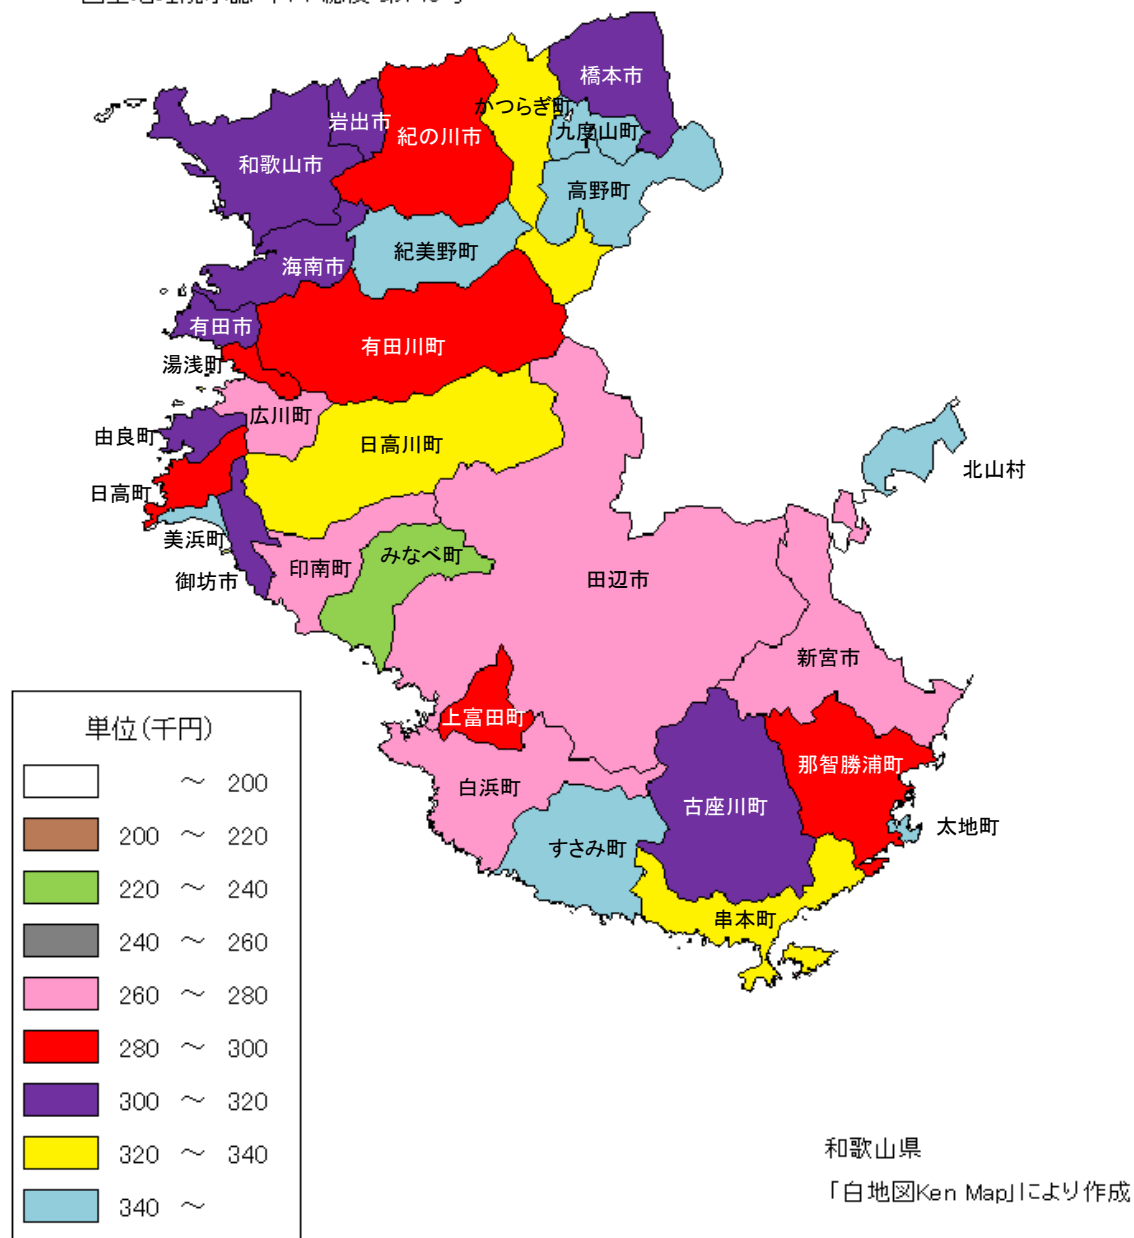 橋本市
かつらぎ町
岩出市
九度山町
紀の川市
和歌山市
高野町
紀美野町
海南市
有田市
有田川町
湯浅町
広川町
由良町
日高川町
北山村
日高町
美浜町
みなべ町
印南町
御坊市
田辺市
新宮市
上富田町
那智勝浦町
白浜町
古座川町
太地町
すさみ町
串本町
単位(千円)
～ 200
200 ～ 220
220 ～ 240
240 ～ 260
260 ～ 280
280 ～ 300
300 ～ 320
320 ～ 340
340 ～
和歌山県
「白地図Ken Map」により作成